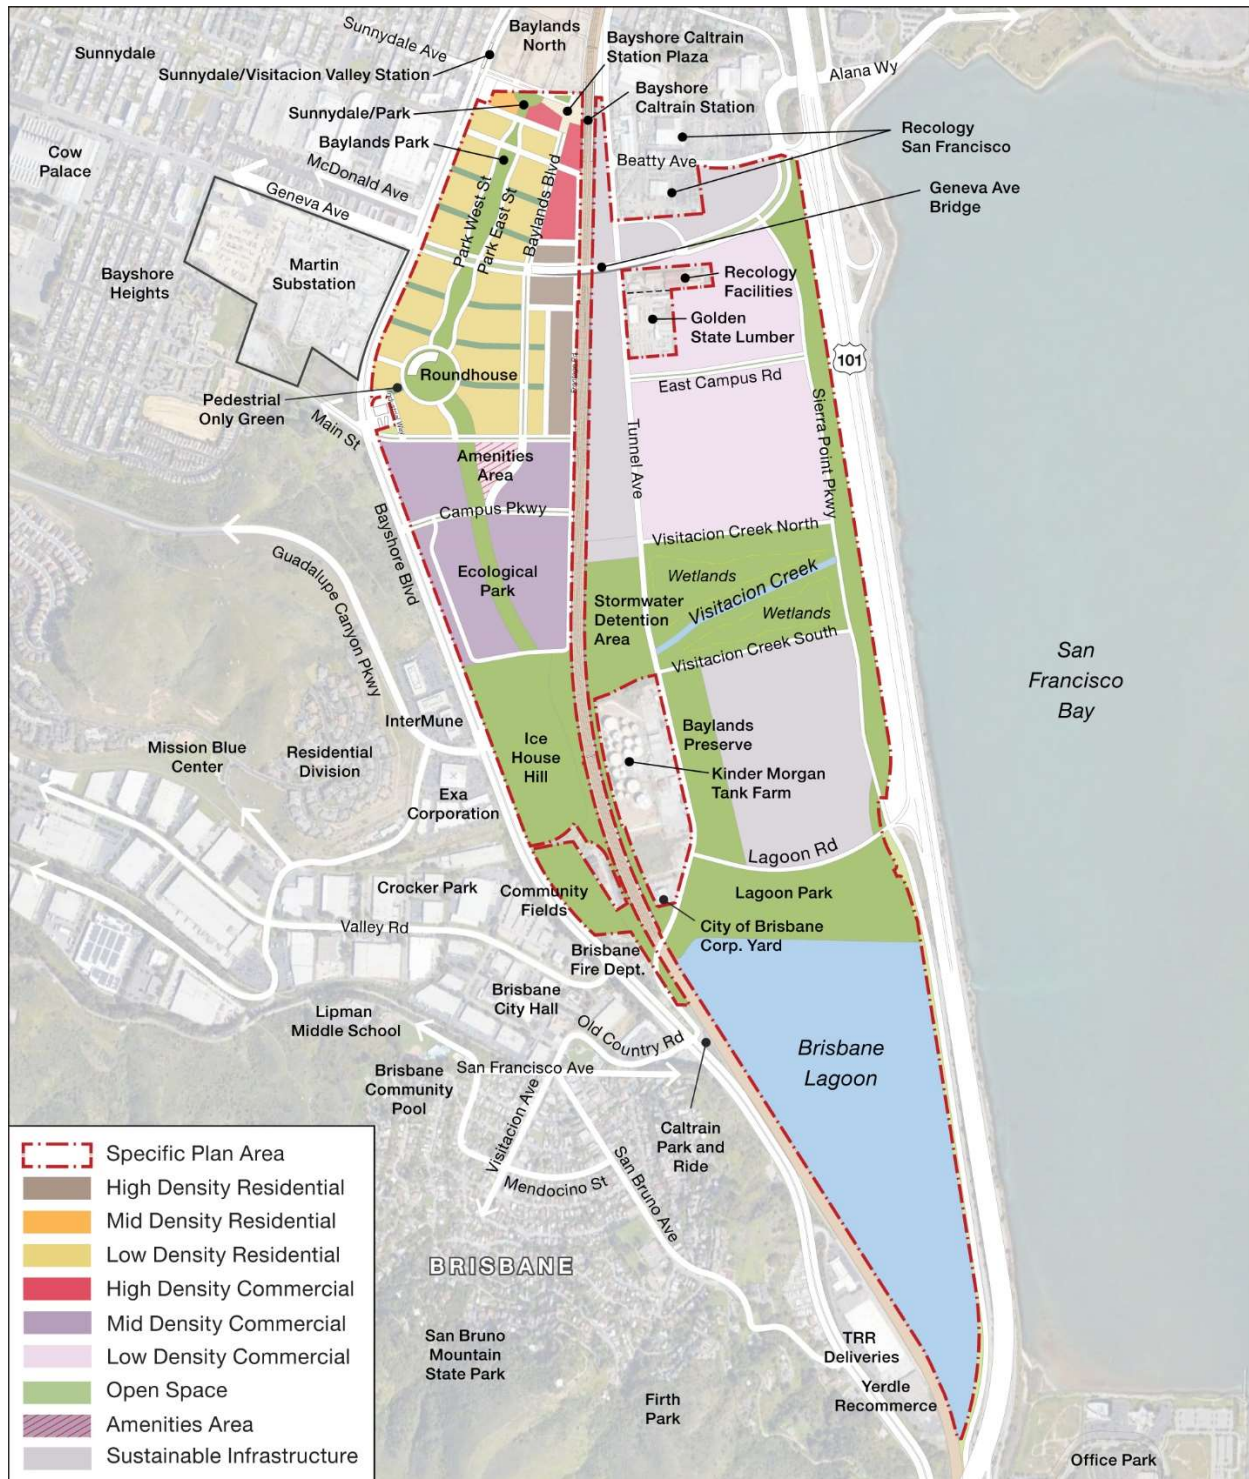 Sunnydale Ave
Baylands
North
Bayshore Caltrain
Station Plaza
Sunnydale
Sunnydale/Visitacion Valley Station
Alana Wy
Bayshore
Caltrain Station
Sunnydale/Park
Recology
San Francisco
Cow
Palace
Baylands Park
McDonald Ave
Beatty Ave
Geneva Ave
Geneva Ave
Bridge
Park West St
Park East St
Baylands Blvd
Bayshore
Heights
Martin
Substation
Recology
Facilities
Golden
State Lumber
101
Roundhouse
East Campus Rd
Pedestrial
Only Green
Main St
Sierra Point Pkwy
Tunnel Ave
Amenities
Area
Campus Pkwy
Bayshore Blvd
Visitacion Creek North
Guadalupe Canyon Pkwy
Ecological
Park
Wetlands
Visitacion Creek
Wetlands
Stormwater
Detention
Area
Visitacion Creek South
San
Francisco
Bay
InterMune
Mission Blue
Center
Residential
Division
Ice
House
Hill
Baylands
Preserve
Kinder Morgan
Tank Farm
Exa
Corporation
Lagoon Rd
Crocker Park
Community
Fields
Lagoon Park
Valley Rd
City of Brisbane
Corp. Yard
Brisbane
Fire Dept.
Brisbane
City Hall
Lipman
Middle School
Old Country Rd
Brisbane
Lagoon
San Francisco Ave
Brisbane
Community
Pool
Visitacion Ave
Caltrain
Park and
Ride
Mendocino St
San Bruno Ave
BRISBANE
San Bruno
Mountain
State Park
TRR
Deliveries
Firth
Park
Yerdle
Recommerce
Office Park
Specific Plan Area
High Density Residential
Mid Density Residential
Low Density Residential
High Density Commercial
Mid Density Commercial
Low Density Commercial
Open Space
Amenities Area
Sustainable Infrastructure